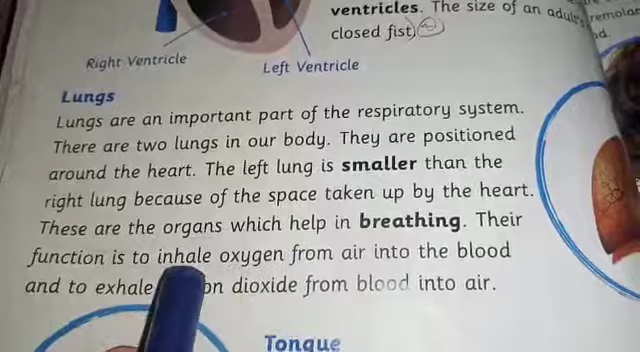 ventricles. The size of an adult's
closed fist)
Right Ventricle
Left Ventricle
Lungs
Lungs are an important part of the respiratory system.
There are two lungs in our body. They are positioned
around the heart. The left lung is smaller than the
right lung because of the space taken up by the heart.
These are the organs which help in breathing. Their
function is to inhale oxygen from air into the blood
and to exhale dioxide from blood into air.
Tongue